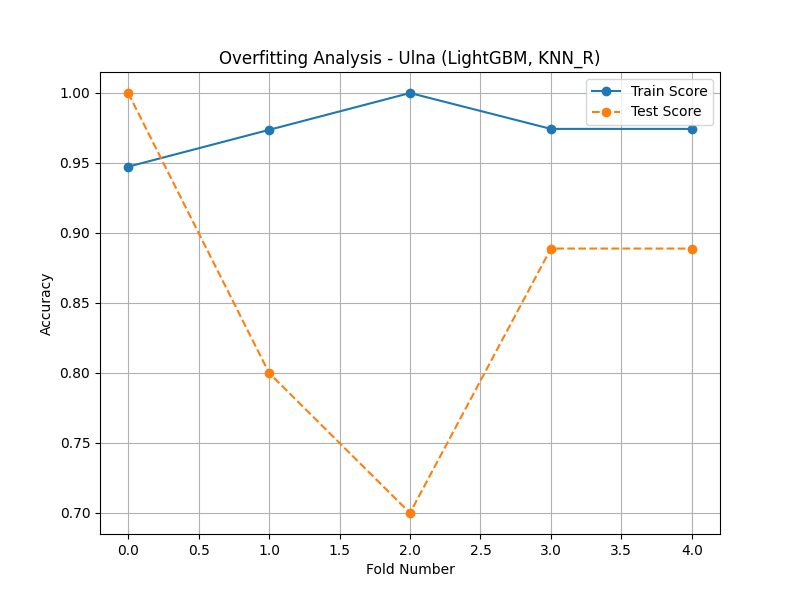 Overfitting Analysis - Ulna (LightGBM, KNN_R)
Train Score
Test Score
1.00
0.95
0.90
0.85
0.80
0.75
0.70
Accuracy
0.0 0.5 1.0 1.5 2.0 2.5 3.0 3.5 4.0
Fold Number